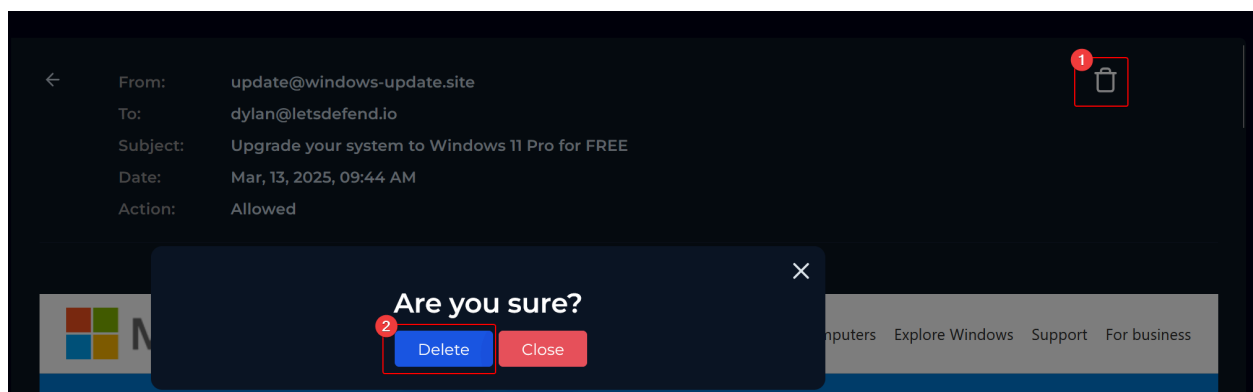 1
From: update@windows-update.site
To: dylan@letsdefend.io
Subject: Upgrade your system to Windows 11 Pro for FREE
Date: Mar, 13, 2025, 09:44 AM
Action: Allowed
Are you sure?
2
Delete Close
Explore Windows Support For business